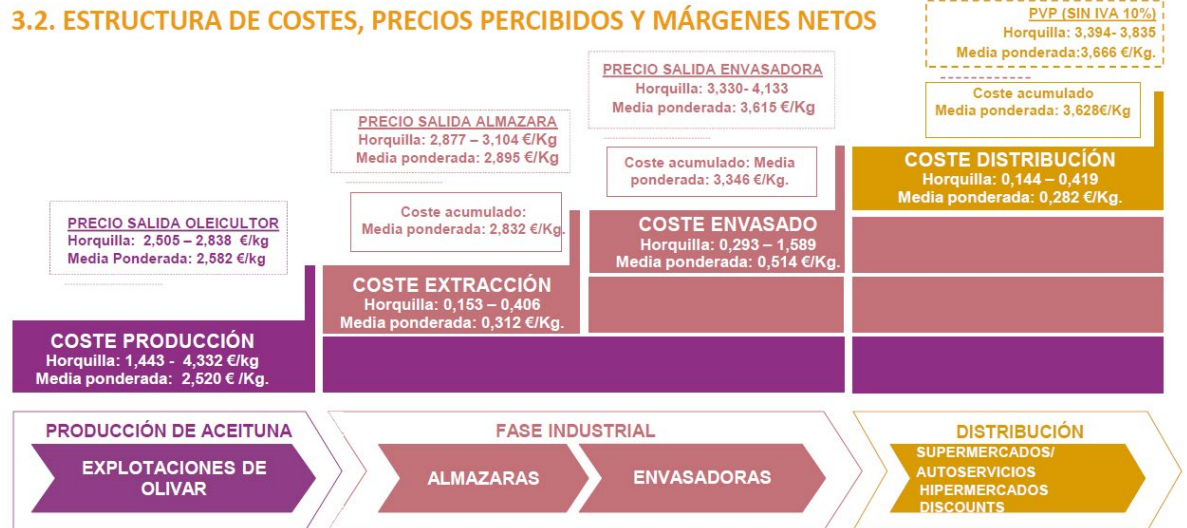 3.2. ESTRUCTURA DE COSTES, PRECIOS PERCIBIDOS Y MÁRGENES NETOS
PVP (SIN IVA 10%)
Horquilla: 3,394- 3,835
Media ponderada:3,666 €/Kg.
Coste acumulado
Media ponderada: 3,628€/Kg
COSTE DISTRIBUCÍÓN
Horquilla: 0,144 – 0,419
Media ponderada: 0,282 €/Kg.
PRECIO SALIDA ENVASADORA
Horquilla: 3,330- 4,133
Media ponderada: 3,615 €/Kg
Coste acumulado: Media
ponderada: 3,346 €/Kg.
COSTE ENVASADO
Horquilla: 0,293 – 1,589
Media ponderada: 0,514 €/Kg.
PRECIO SALIDA ALMAZARA
Horquilla: 2,877 – 3,104 €/Kg
Media ponderada: 2,895 €/Kg
Coste acumulado:
Media ponderada: 2,832 €/Kg.
COSTE EXTRACCIÓN
Horquilla: 0,153 – 0,406
Media ponderada: 0,312 €/Kg.
PRECIO SALIDA OLEICULTOR
Horquilla: 2,505 – 2,838 €/kg
Media Ponderada: 2,582 €/kg
COSTE PRODUCCIÓN
Horquilla: 1,443 - 4,332 €/kg
Media ponderada: 2,520 € /Kg.
PRODUCCIÓN DE ACEITUNA
EXPLOTACIONES DE
OLIVAR
FASE INDUSTRIAL
ALMAZARAS
ENVASADORAS
DISTRIBUCIÓN
SUPERMERCADOS/
AUTOSERVICIOS
HIPERMERCADOS
DISCOUNTS